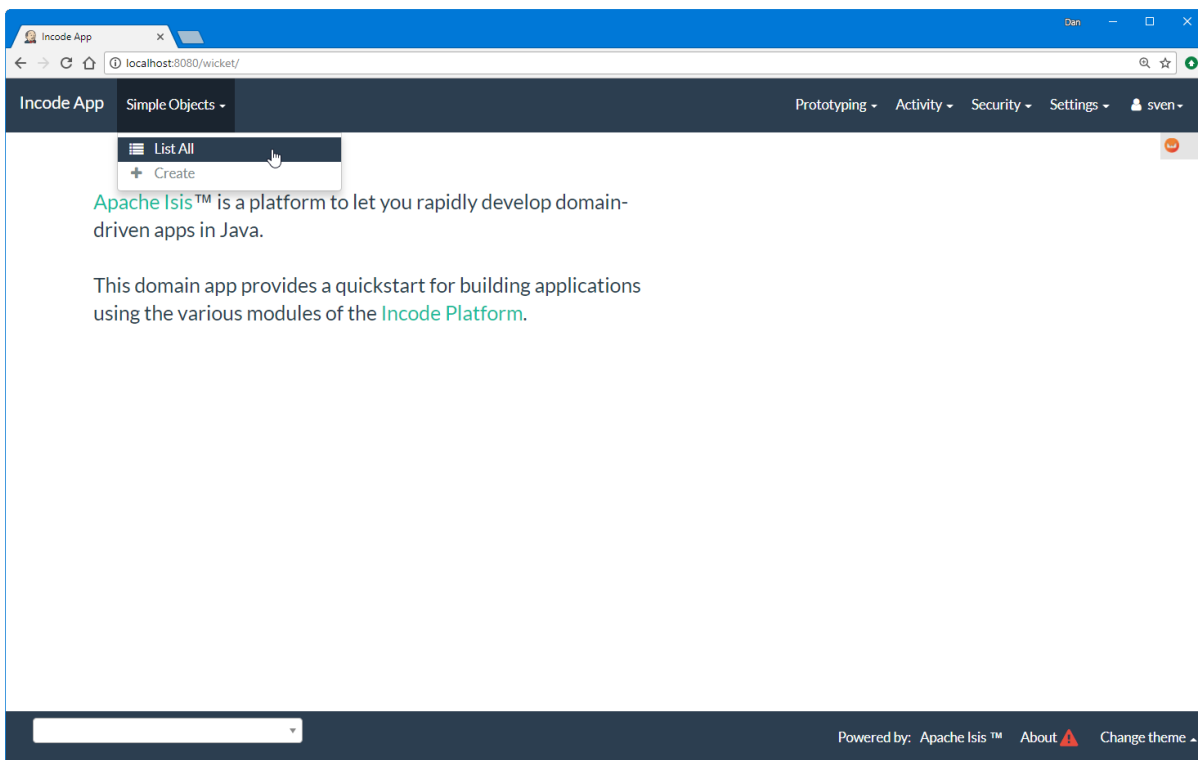 Dan
Incode App
localhost:8080/wicket/
Incode App Simple Objects Prototyping Activity Security Settings sven
List All
Create
Apache Isis™ is a platform to let you rapidly develop domain-
driven apps in Java.
This domain app provides a quickstart for building applications
using the various modules of the Incode Platform.
Powered by: Apache Isis ™ About Change theme